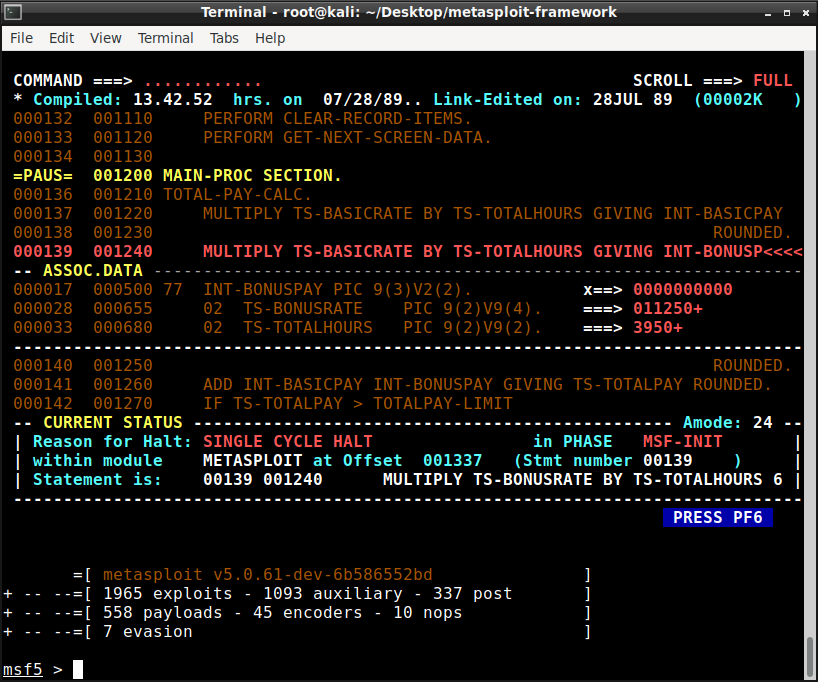 Terminal - root@kali: ~/Desktop/metasploit-framework
File Edit View Terminal Tabs Help
COMMAND ===> ............ SCROLL ===> FULL
* Compiled: 13.42.52 hrs. on 07/28/89.. Link-Edited on: 28JUL 89 (00002K )
000132 001110 PERFORM CLEAR-RECORD-ITEMS.
000133 001120 PERFORM GET-NEXT-SCREEN-DATA.
000134 001130
=PAUS= 001200 MAIN-PROC SECTION.
000136 001210 TOTAL-PAY-CALC.
000137 001220 MULTIPLY TS-BASICRATE BY TS-TOTALHOURS GIVING INT-BASICPAY
000138 001230 ROUNDED.
000139 001240 MULTIPLY TS-BASICRATE BY TS-TOTALHOURS GIVING INT-BONUSP<<<<
-- ASSOC.DATA -----------------------------------------------------------------
000017 000500 77 INT-BONUSPAY PIC 9(3)V2(2). x==> 0000000000
000028 000655 02 TS-BONUSRATE PIC 9(2)V9(4). ===> 011250+
000033 000680 02 TS-TOTALHOURS PIC 9(2)V9(2). ===> 3950+
-------------------------------------------------------------------------------
000140 001250 ROUNDED.
000141 001260 ADD INT-BASICPAY INT-BONUSPAY GIVING TS-TOTALPAY ROUNDED.
000142 001270 IF TS-TOTALPAY > TOTALPAY-LIMIT
-- CURRENT STATUS ------------------------------------------------ Amode: 24 --
| Reason for Halt: SINGLE CYCLE HALT in PHASE MSF-INIT |
| within module METASPLOIT at Offset 001337 (Stmt number 00139 ) |
| Statement is: 00139 001240 MULTIPLY TS-BONUSRATE BY TS-TOTALHOURS 6 |
-------------------------------------------------------------------------------
PRESS PF6
=[ metasploit v5.0.61-dev-6b586552bd ]
+ -- --=[ 1965 exploits - 1093 auxiliary - 337 post ]
+ -- --=[ 558 payloads - 45 encoders - 10 nops ]
+ -- --=[ 7 evasion ]
msf5 >